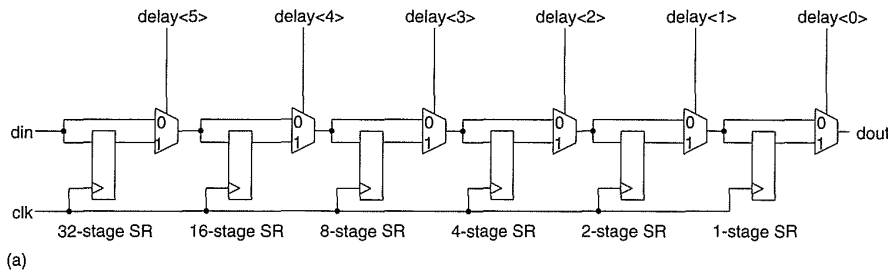 delay<5> delay<4> delay<3> delay<2> delay<1> delay<0>
0 0 0 0 0 0
din dout
1 1 1 1 1 1
clk
32-stage SR 16-stage SR 8-stage SR 4-stage SR 2-stage SR 1-stage SR
(a)